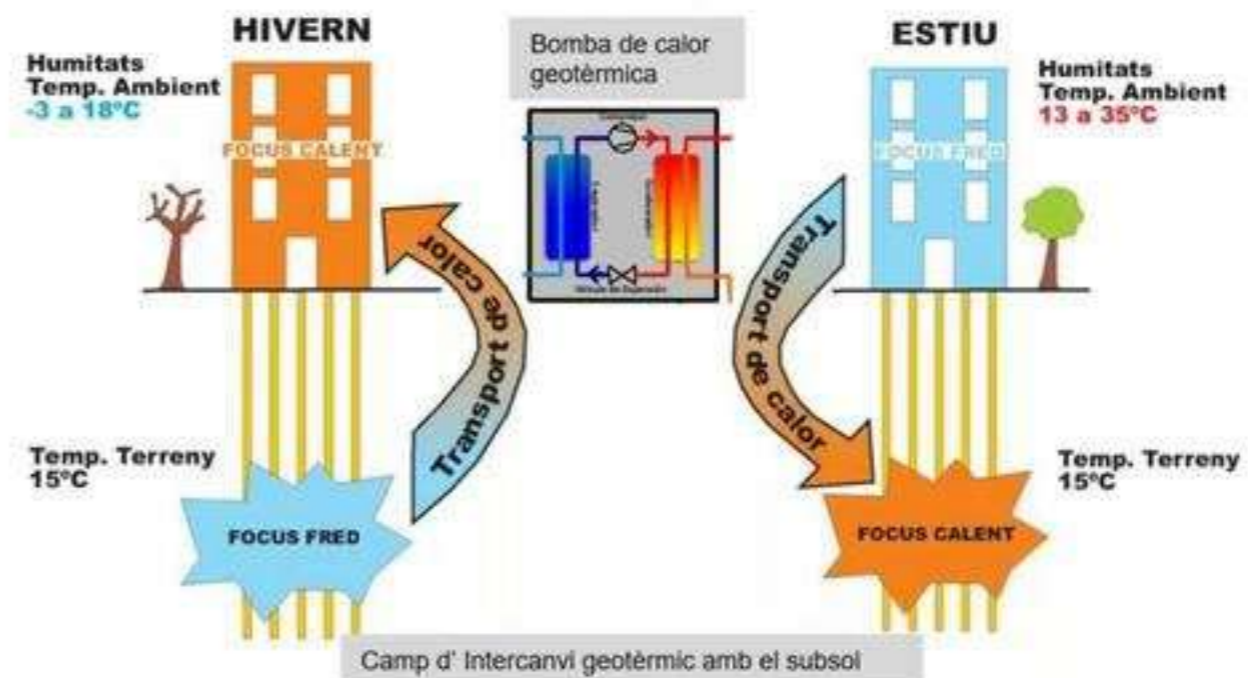 HIVERN
Humitats
Temp. Ambient
-3 a 18ºC
FOCUS CALENT
Bomba de calor
geotèrmica
ESTIU
Humitats
Temp. Ambient
13 a 35ºC
FOCUS FRED
Transport de calor
Transport de calor
Temp. Terreny
15ºC
FOCUS FRED
Temp. Terreny
15ºC
FOCUS CALENT
Camp d' Intercanvi geotèrmic amb el subsol